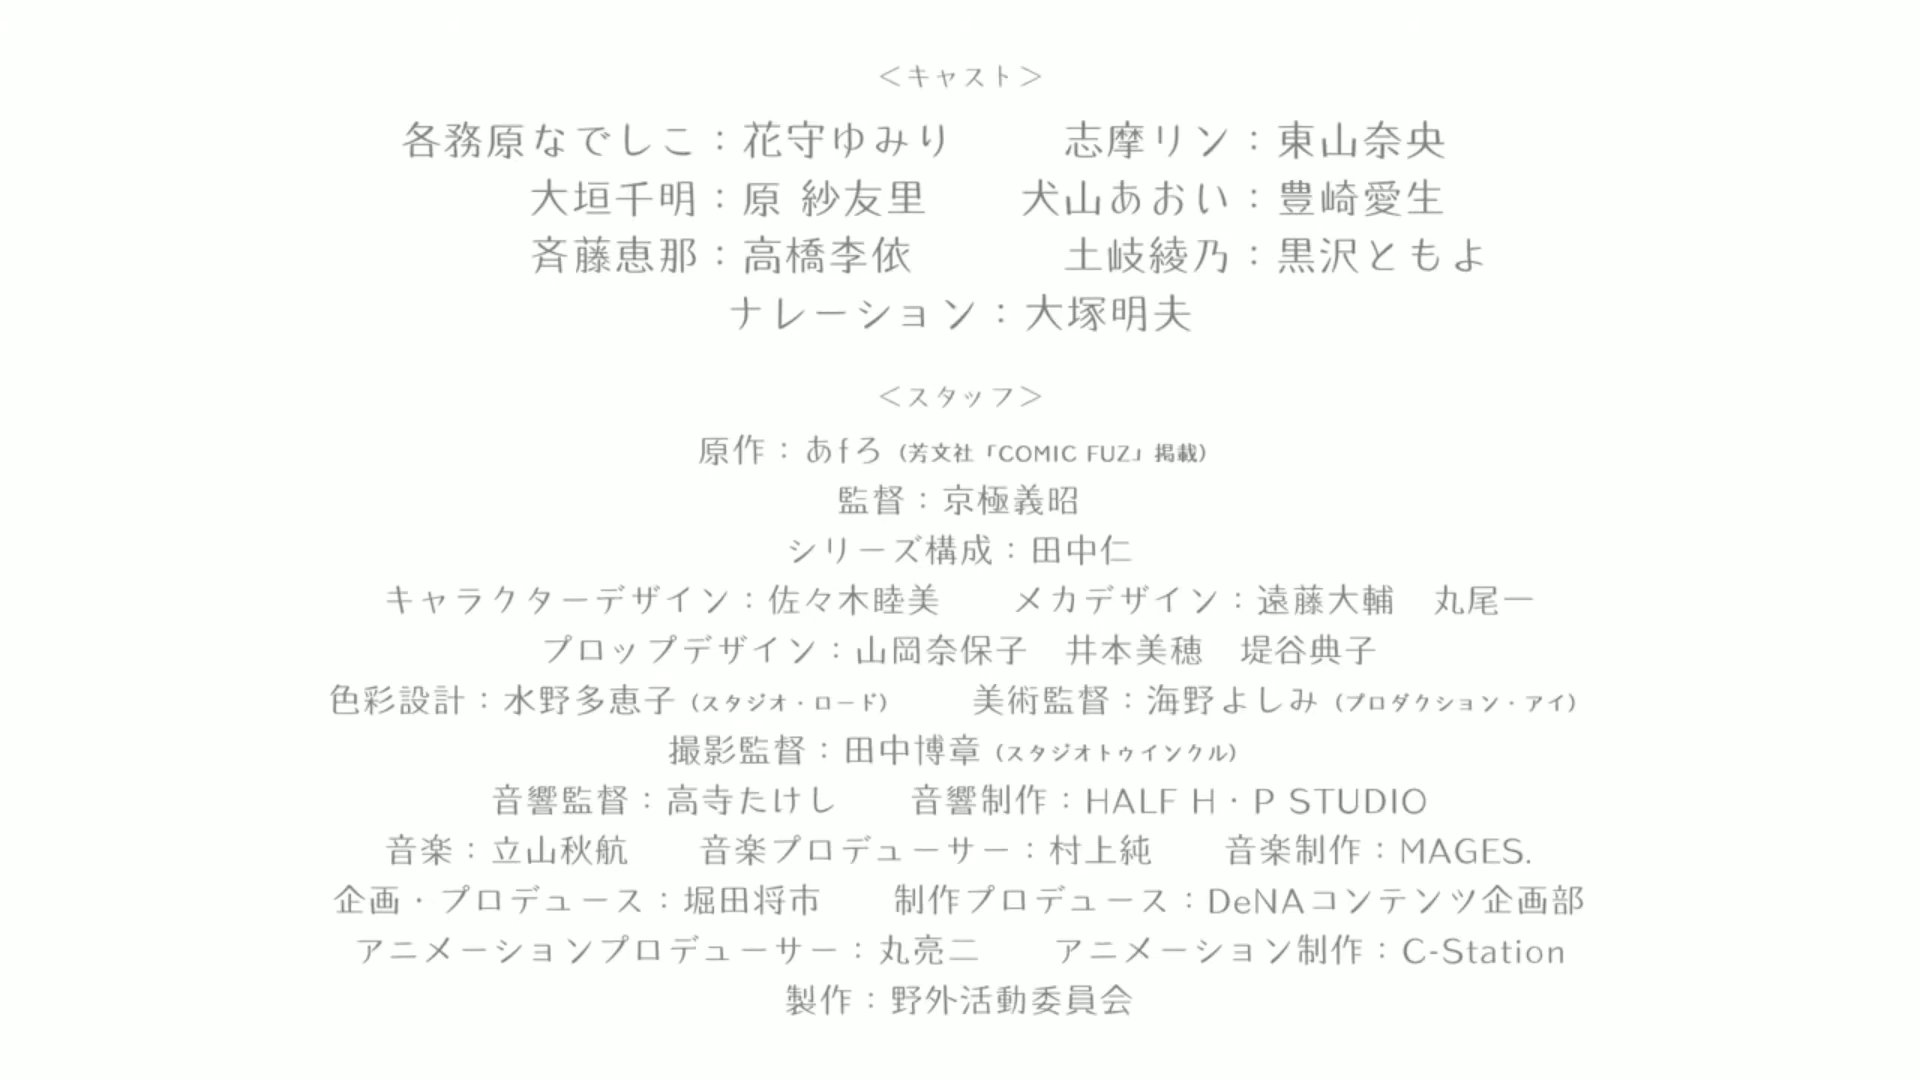 ＜キャスト＞
各務原なでしこ：花守ゆみり　　志摩リン：東山奈央
大垣千明：原 紗友里　　犬山あおい：豊崎愛生
斉藤恵那：高橋李依　　土岐綾乃：黒沢ともよ
ナレーション：大塚明夫
＜スタッフ＞
原作：あfろ（芳文社「COMIC FUZ」掲載）
監督：京極義昭
シリーズ構成：田中仁
キャラクターデザイン：佐々木睦美　　メカデザイン：遠藤大輔　丸尾一
プロップデザイン：山岡奈保子　井本美穂　堤谷典子
色彩設計：水野多恵子（スタジオ・ロード）　　美術監督：海野よしみ（プロダクション・アイ）
撮影監督：田中博章（スタジオトゥインクル）
音響監督：高寺たけし　　音響制作：HALF H・P STUDIO
音楽：立山秋航　　音楽プロデューサー：村上純　　音楽制作：MAGES.
企画・プロデュース：堀田将市　　制作プロデュース：DeNAコンテンツ企画部
アニメーションプロデューサー：丸亮二　　アニメーション制作：C-Station
製作：野外活動委員会